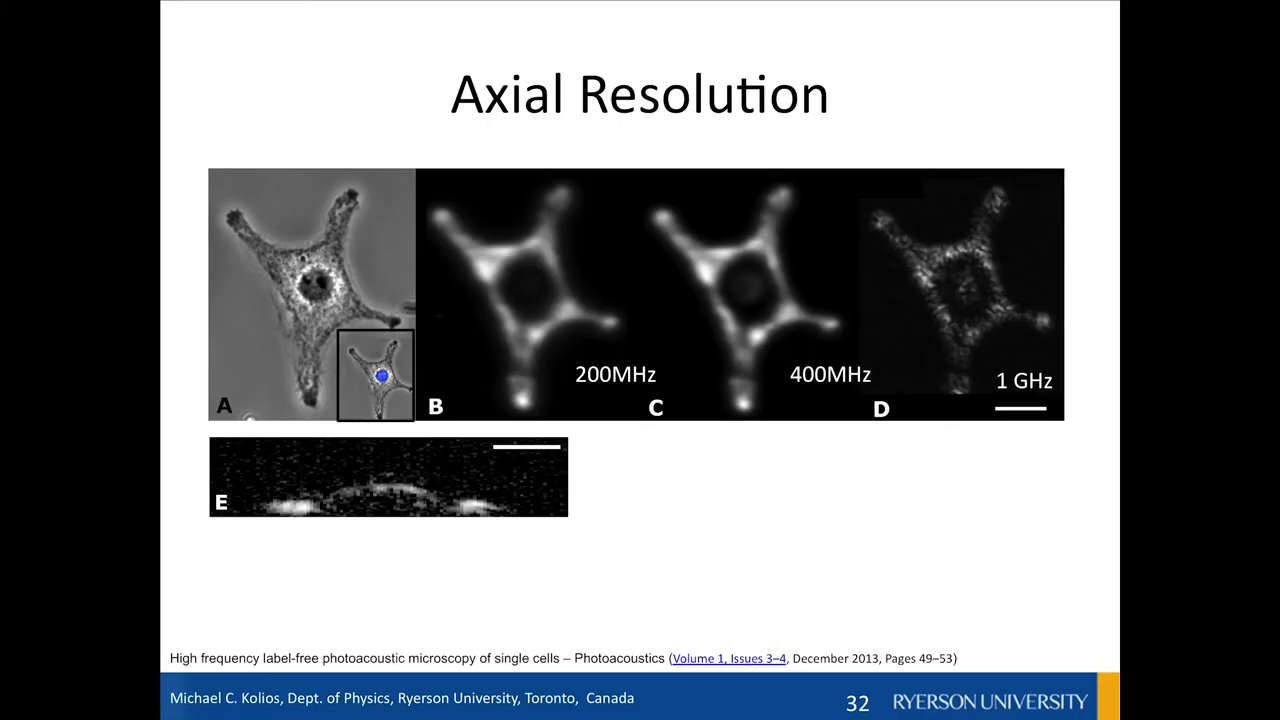 Axial Resolution
A
B
200MHz
C
400MHz
D
1 GHz
E
High frequency label-free photoacoustic microscopy of single cells – Photoacoustics (Volume 1, Issues 3–4, December 2013, Pages 49–53)
Michael C. Kolios, Dept. of Physics, Ryerson University, Toronto, Canada
32
RYERSON UNIVERSITY